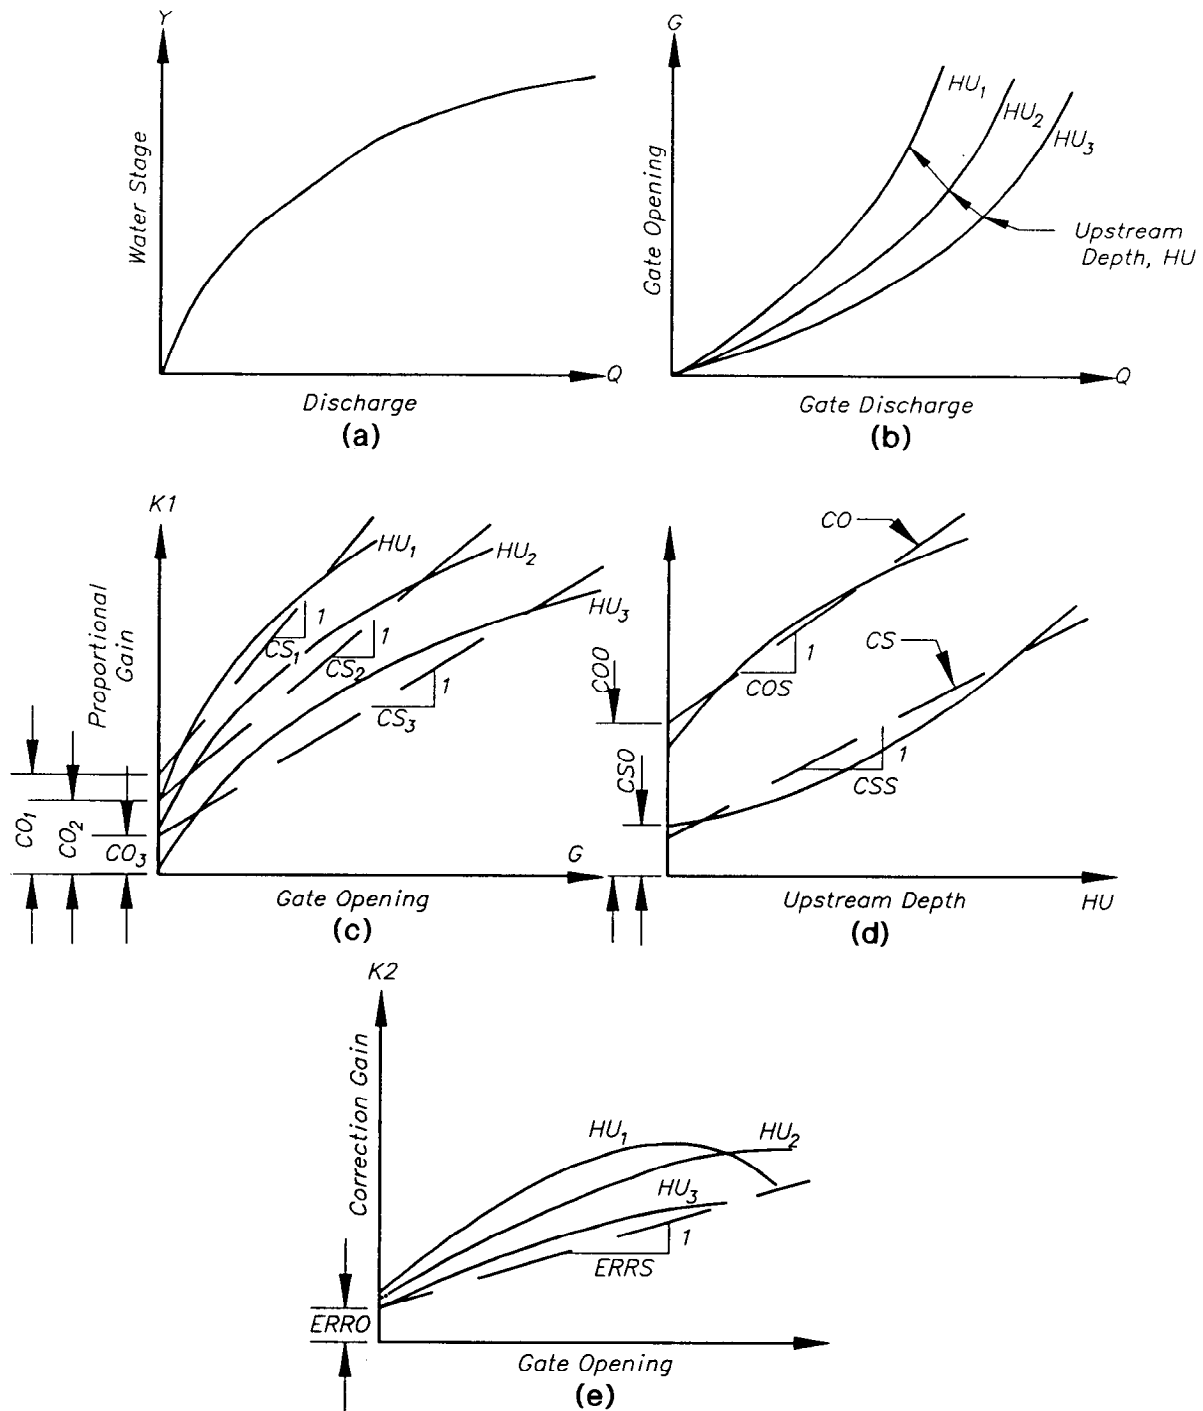 Y
Water Stage
Q
Discharge
(a)
G
Gate Opening
HU1
HU2
HU3
Upstream
Depth, HU
Q
Gate Discharge
(b)
K1
Proportional
Gain
HU1
HU2
HU3
1
CS1
1
CS2
1
CS3
CO1
CO2
CO3
G
Gate Opening
(c)
CO
CS
1
COS
1
CSS
COO
CSO
Upstream Depth
HU
(d)
K2
Correction Gain
HU1
HU2
HU3
1
ERRS
ERRO
Gate Opening
(e)